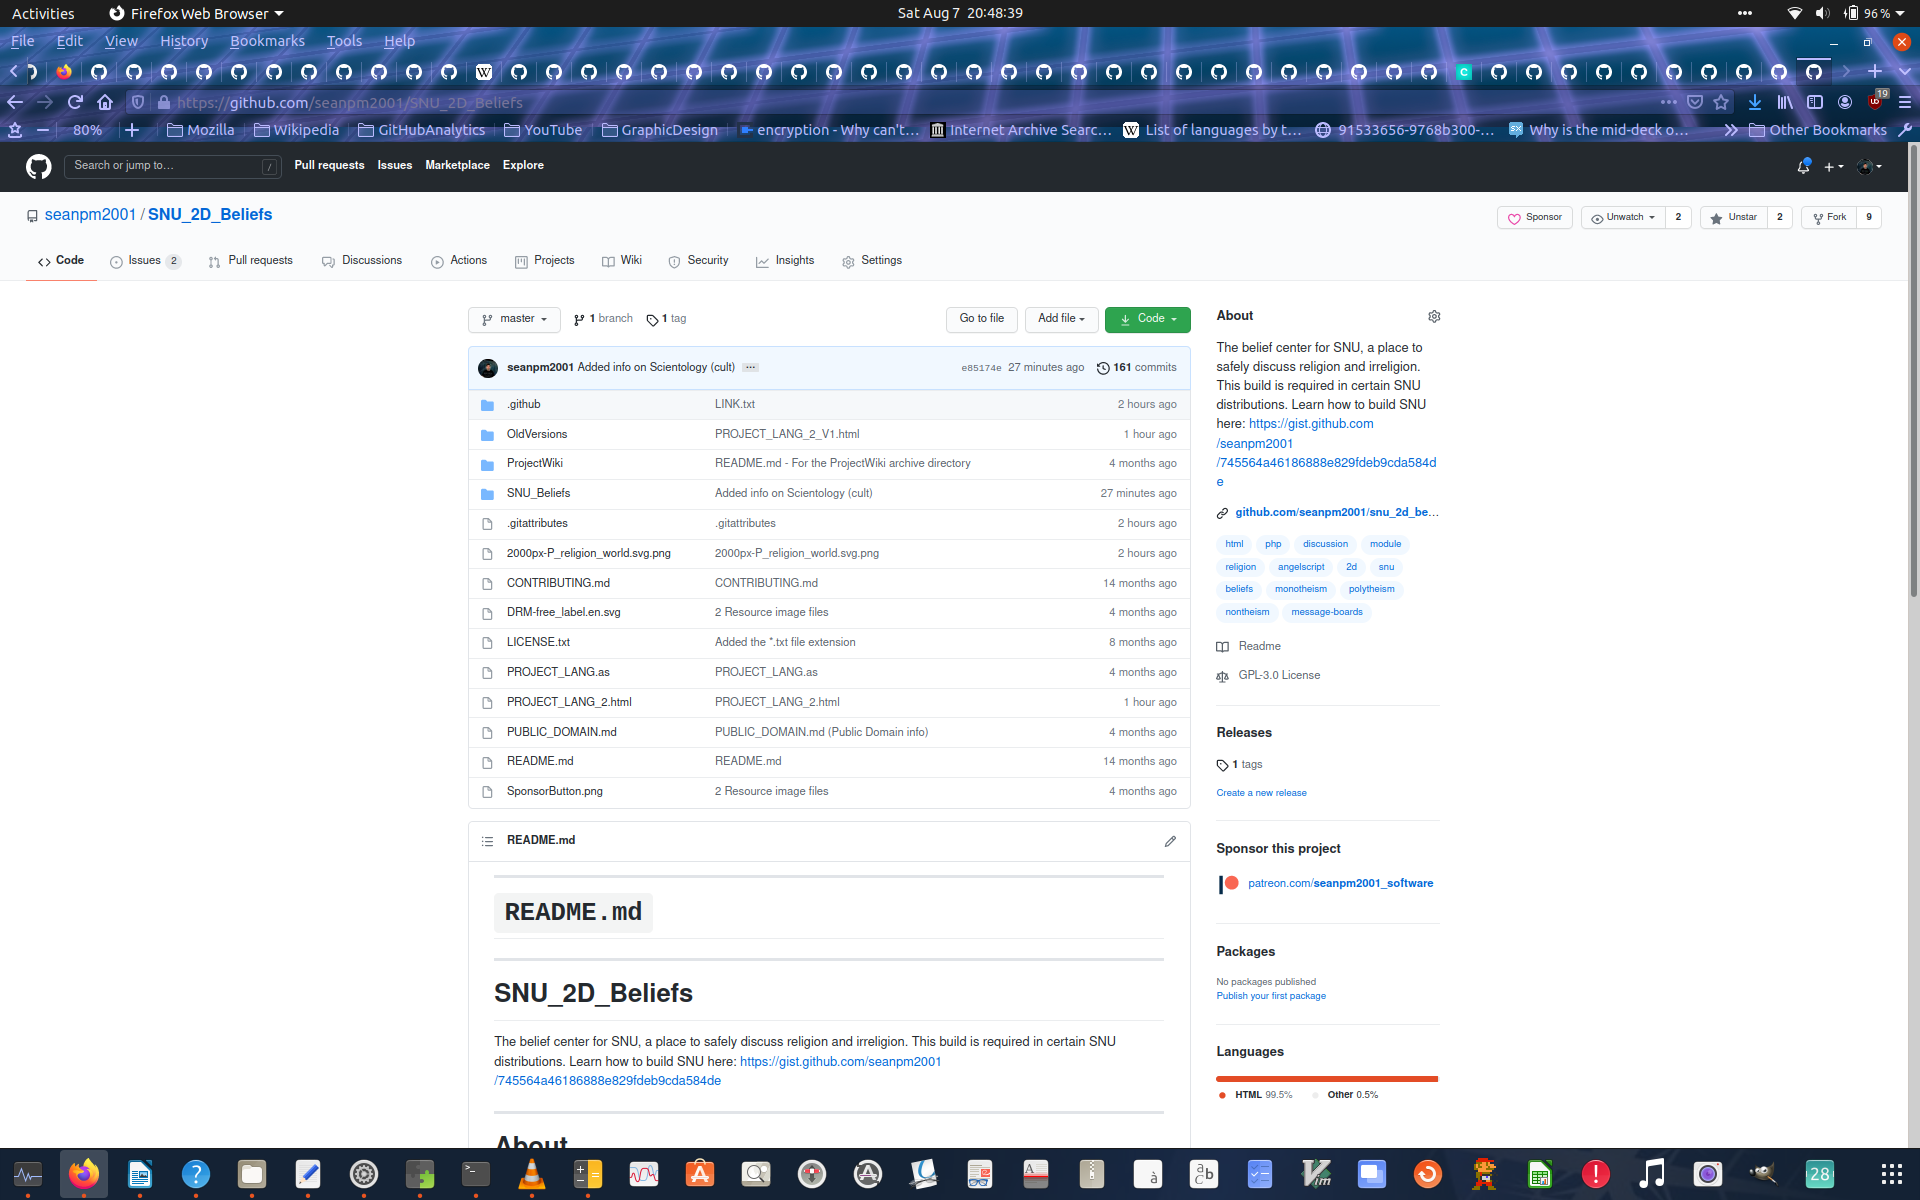 Activities
Firefox Web Browser
Sat Aug 7 20:48:39
96 %
File Edit View History Bookmarks Tools Help
https://github.com/seanpm2001/SNU_2D_Beliefs
19
80%
Mozilla
Wikipedia
GitHubAnalytics
YouTube
GraphicDesign
encryption - Why can't…
Internet Archive Searc…
List of languages by t…
91533656-9768b300-…
Why is the mid-deck o…
Other Bookmarks
Search or jump to… /
Pull requests Issues Marketplace Explore
seanpm2001 / SNU_2D_Beliefs
Sponsor
Unwatch 2
Unstar 2
Fork 9
Code
Issues 2
Pull requests
Discussions
Actions
Projects
Wiki
Security
Insights
Settings
master
1 branch
1 tag
Go to file
Add file
Code
seanpm2001 Added info on Scientology (cult) ... e85174e 27 minutes ago 161 commits
.github LINK.txt 2 hours ago
OldVersions PROJECT_LANG_2_V1.html 1 hour ago
ProjectWiki README.md - For the ProjectWiki archive directory 4 months ago
SNU_Beliefs Added info on Scientology (cult) 27 minutes ago
.gitattributes .gitattributes 2 hours ago
2000px-P_religion_world.svg.png 2000px-P_religion_world.svg.png 2 hours ago
CONTRIBUTING.md CONTRIBUTING.md 14 months ago
DRM-free_label.en.svg 2 Resource image files 4 months ago
LICENSE.txt Added the *.txt file extension 8 months ago
PROJECT_LANG.as PROJECT_LANG.as 4 months ago
PROJECT_LANG_2.html PROJECT_LANG_2.html 1 hour ago
PUBLIC_DOMAIN.md PUBLIC_DOMAIN.md (Public Domain info) 4 months ago
README.md README.md 14 months ago
SponsorButton.png 2 Resource image files 4 months ago
README.md
README.md
SNU_2D_Beliefs
The belief center for SNU, a place to safely discuss religion and irreligion. This build is required in certain SNU
distributions. Learn how to build SNU here: https://gist.github.com/seanpm2001
/745564a46186888e829fdeb9cda584de
About
About
The belief center for SNU, a place to
safely discuss religion and irreligion.
This build is required in certain SNU
distributions. Learn how to build SNU
here: https://gist.github.com
/seanpm2001
/745564a46186888e829fdeb9cda584d
e
github.com/seanpm2001/snu_2d_be…
html php discussion module
religion angelscript 2d snu
beliefs monotheism polytheism
nontheism message-boards
Readme
GPL-3.0 License
Releases
1 tags
Create a new release
Sponsor this project
patreon.com/seanpm2001_software
Packages
No packages published
Publish your first package
Languages
HTML 99.5% Other 0.5%
28